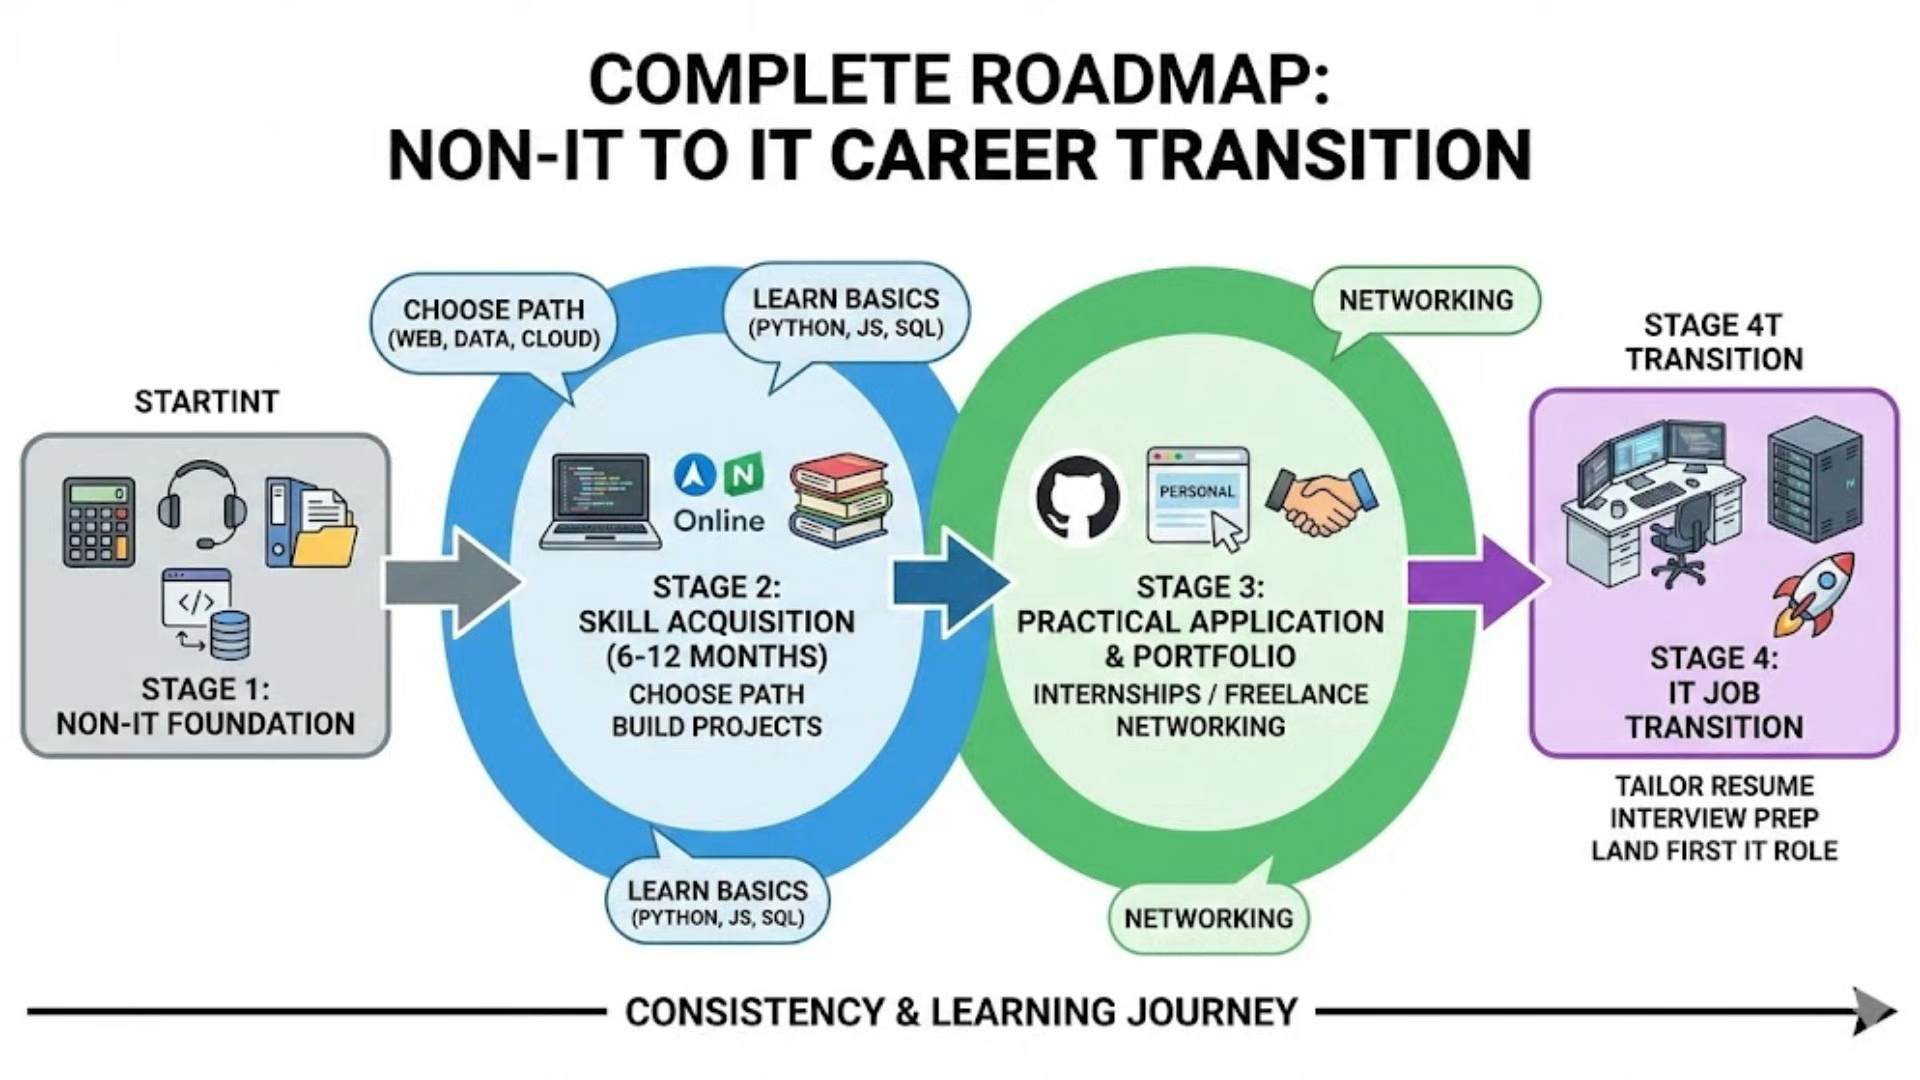 COMPLETE ROADMAP:
NON-IT TO IT CAREER TRANSITION
STARTINT
STAGE 1:
NON-IT FOUNDATION
CHOOSE PATH
(WEB, DATA, CLOUD)
LEARN BASICS
(PYTHON, JS, SQL)
N
Online
STAGE 2:
SKILL ACQUISITION
(6-12 MONTHS)
CHOOSE PATH
BUILD PROJECTS
LEARN BASICS
(PYTHON, JS, SQL)
NETWORKING
PERSONAL
STAGE 3:
PRACTICAL APPLICATION
& PORTFOLIO
INTERNSHIPS / FREELANCE
NETWORKING
NETWORKING
STAGE 4T
TRANSITION
STAGE 4:
IT JOB
TRANSITION
TAILOR RESUME
INTERVIEW PREP
LAND FIRST IT ROLE
CONSISTENCY & LEARNING JOURNEY